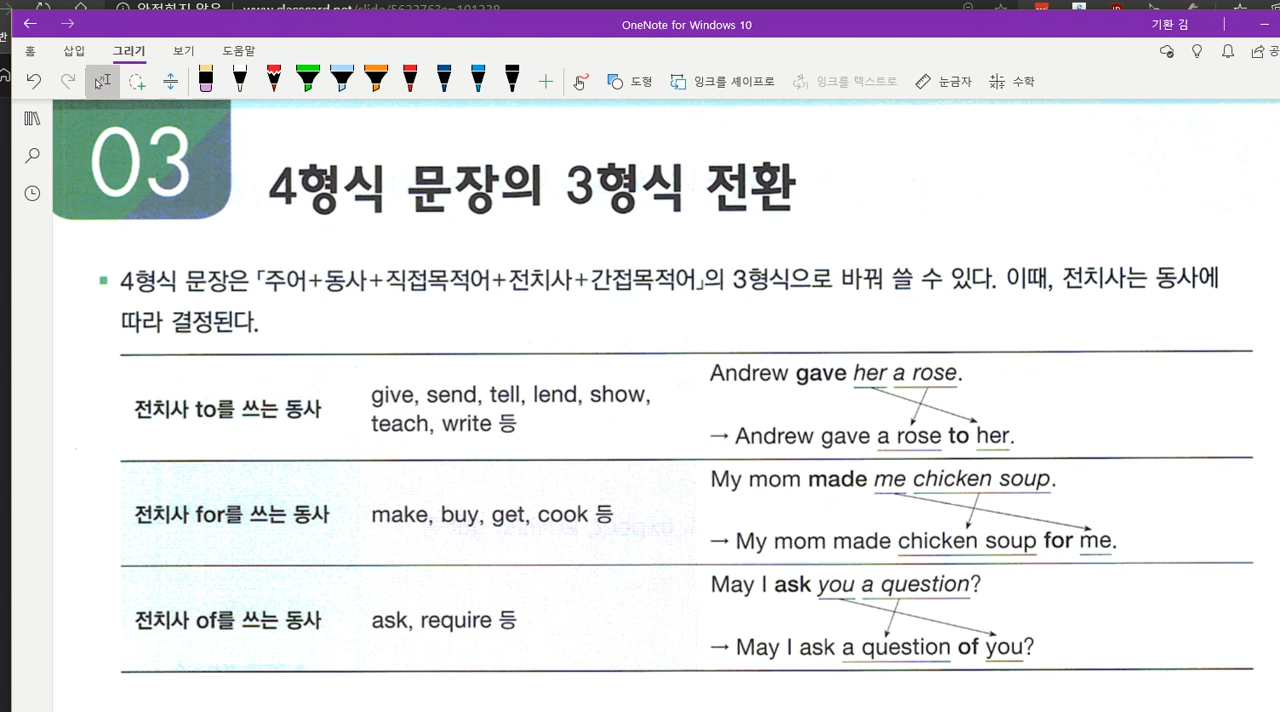 www.classcard.net/slide/563276?c=101338
OneNote for Windows 10
기환 김
홈 삽입 그리기 보기 도움말
도형 잉크를 셰이프로 잉크를 텍스트로 눈금자 수학
03
4형식 문장의 3형식 전환
4형식 문장은 「주어+동사+직접목적어+전치사+간접목적어」의 3형식으로 바꿔 쓸 수 있다. 이때, 전치사는 동사에
따라 결정된다.
전치사 to를 쓰는 동사
give, send, tell, lend, show,
teach, write 등
Andrew gave her a rose.
→ Andrew gave a rose to her.
전치사 for를 쓰는 동사
make, buy, get, cook 등
My mom made me chicken soup.
→ My mom made chicken soup for me.
전치사 of를 쓰는 동사
ask, require 등
May I ask you a question?
→ May I ask a question of you?